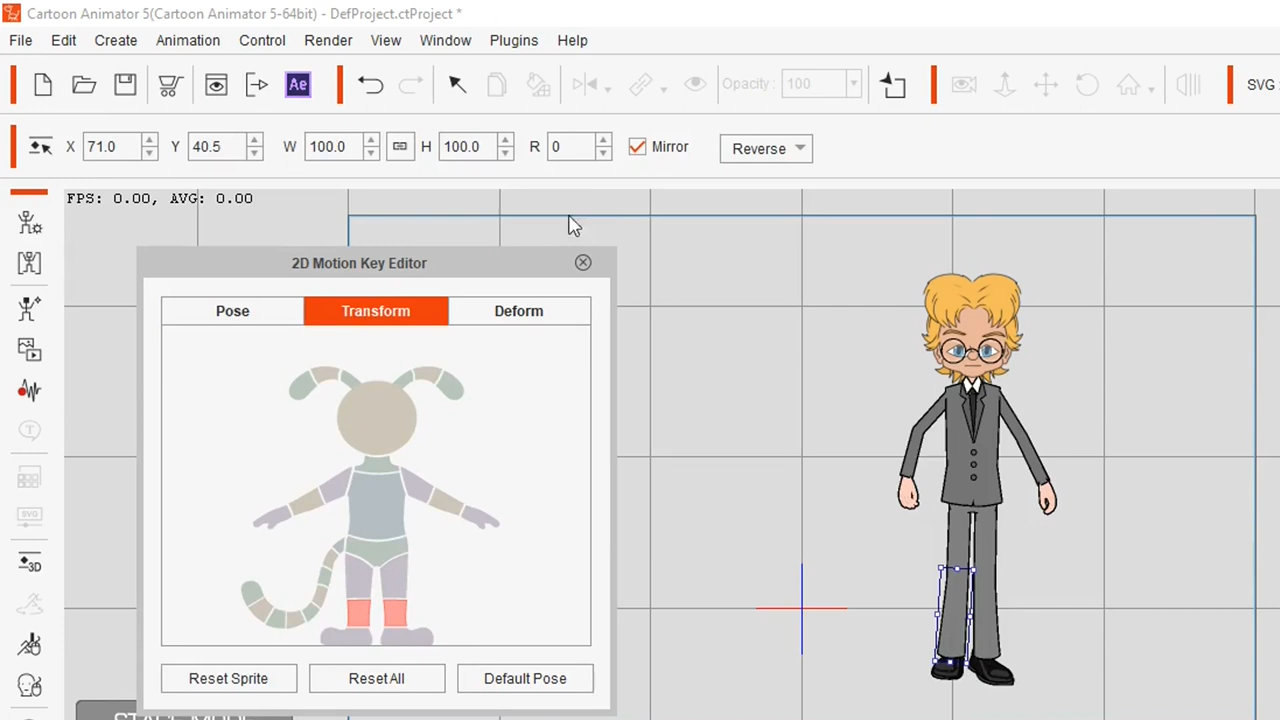 Cartoon Animator 5(Cartoon Animator 5-64bit) - DefProject.ctProject *
File Edit Create Animation Control Render View Window Plugins Help
Ae Opacity : 100 SVG
X 71.0 Y 40.5 W 100.0 H 100.0 R 0 Mirror Reverse
FPS: 0.00, AVG: 0.00
2D Motion Key Editor
Pose Transform Deform
T
SVG
3D
Reset Sprite Reset All Default Pose